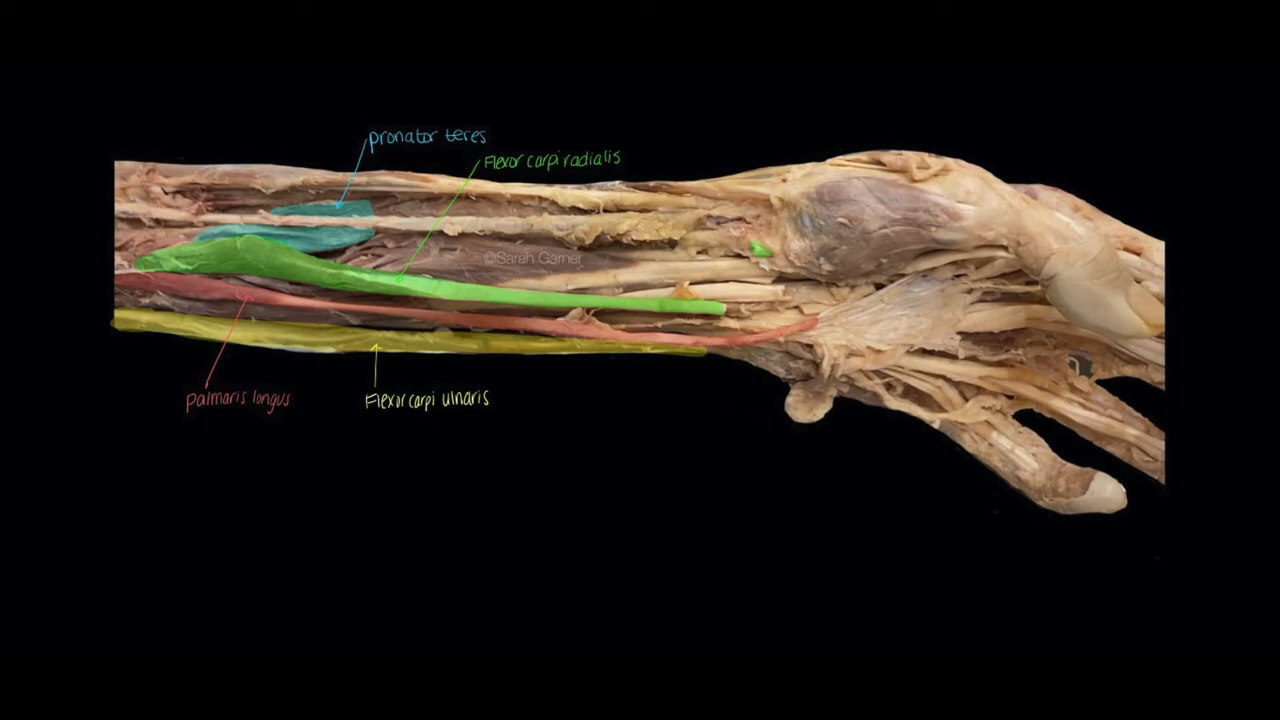 pronator teres
Flexor carpi radialis
©Sarah Garner
palmaris longus
Flexor carpi ulnaris